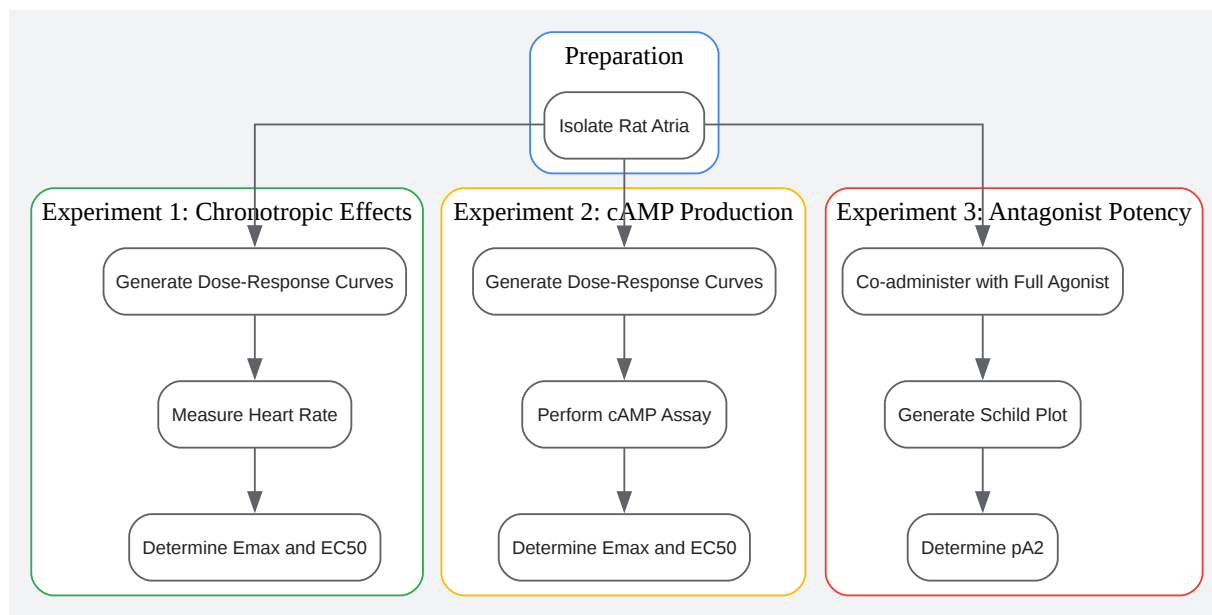 Preparation
Isolate Rat Atria
Experiment 1: Chronotropic Effects
Generate Dose-Response Curves
Measure Heart Rate
Determine Emax and EC50
Experiment 2: cAMP Production
Generate Dose-Response Curves
Perform cAMP Assay
Determine Emax and EC50
Experiment 3: Antagonist Potency
Co-administer with Full Agonist
Generate Schild Plot
Determine pA2